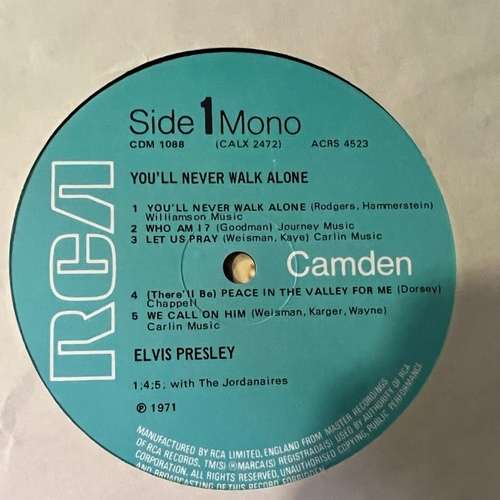 RCA
Side 1 Mono
CDM 1088 (CALX 2472) ACRS 4523
YOU'LL NEVER WALK ALONE
1 YOU'LL NEVER WALK ALONE (Rodgers, Hammerstein)
Williamson Music
2 WHO AM I? (Goodman) Journey Music
3 LET US PRAY (Weisman, Kaye) Carlin Music
Camden
4 (There'll Be) PEACE IN THE VALLEY FOR ME (Dorsey)
Chappell
5 WE CALL ON HIM (Weisman, Karger, Wayne)
Carlin Music
ELVIS PRESLEY
1;4;5; with The Jordanaires
℗ 1971
MANUFACTURED BY RCA LIMITED, ENGLAND FROM MASTER RECORDINGS
OF RCA RECORDS. TM(S) ® MARCA(S) REGISTRADA(S). USED BY AUTHORITY OF RCA
CORPORATION. ALL RIGHTS RESERVED. UNAUTHORISED COPYING, PUBLIC PERFORMANCE
AND BROADCASTING OF THIS RECORD